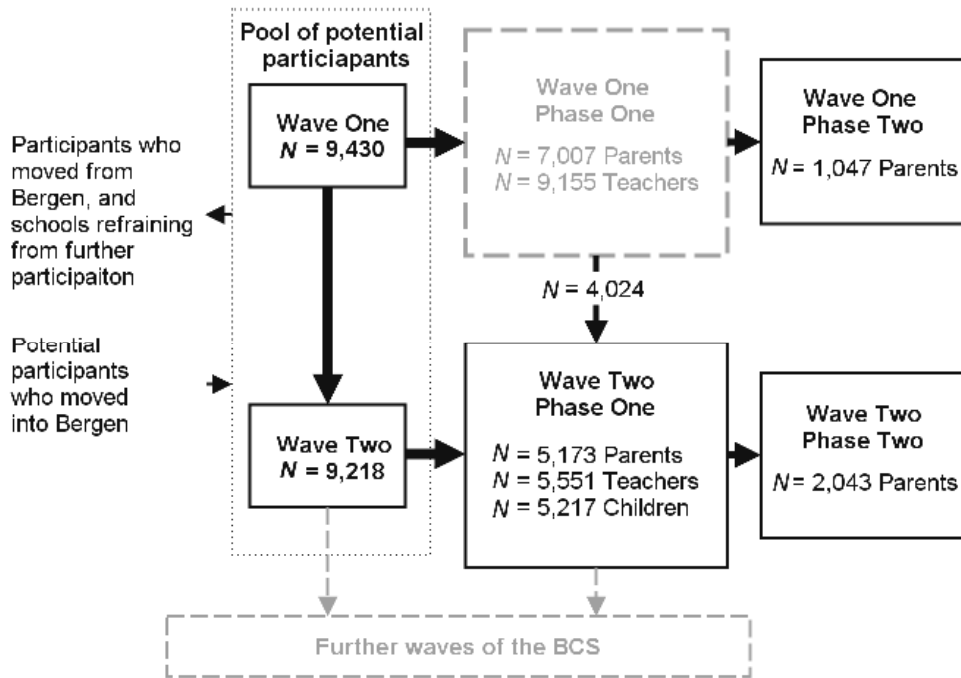 Pool of potential
particiapants
Wave One
N = 9,430
Wave One
Phase One
N = 7,007 Parents
N = 9,155 Teachers
Wave One
Phase Two
N = 1,047 Parents
Participants who
moved from
Bergen, and
schools refraining
from further
participaiton
N = 4,024
Potential
participants
who moved
into Bergen
Wave Two
N = 9,218
Wave Two
Phase One
N = 5,173 Parents
N = 5,551 Teachers
N = 5,217 Children
Wave Two
Phase Two
N = 2,043 Parents
Further waves of the BCS